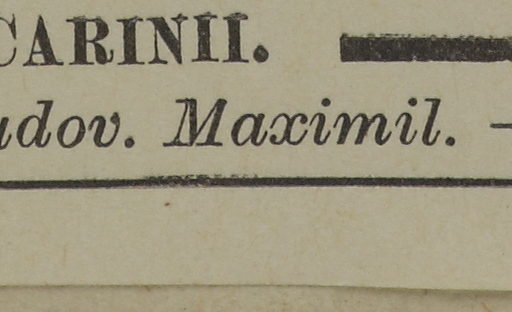 CARINII.
udov. Maximil. –